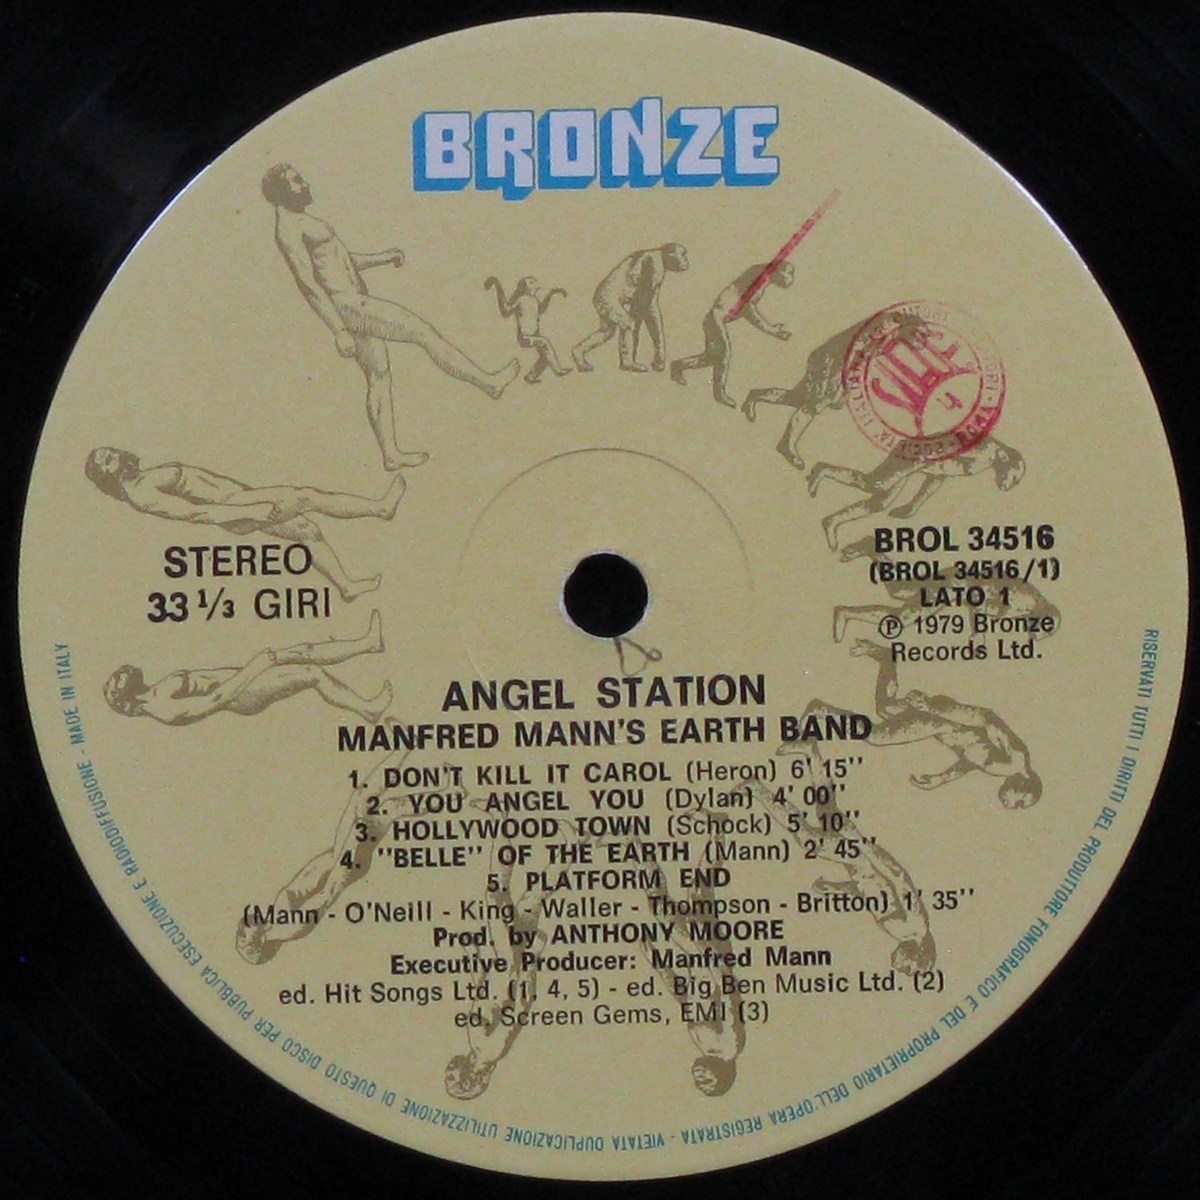 BRONZE
STEREO
33 1/3 GIRI
BROL 34516
(BROL 34516/1)
LATO 1
℗ 1979 Bronze
Records Ltd.
ANGEL STATION
MANFRED MANN'S EARTH BAND
1. DON'T KILL IT CAROL (Heron) 6' 15''
2. YOU ANGEL YOU (Dylan) 4' 00''
3. HOLLYWOOD TOWN (Schock) 5' 10''
4. "BELLE" OF THE EARTH (Mann) 2' 45''
5. PLATFORM END
(Mann - O'Neill - King - Waller - Thompson - Britton) 1' 35''
Prod. by ANTHONY MOORE
Executive Producer: Manfred Mann
ed. Hit Songs Ltd. (1, 4, 5) - ed. Big Ben Music Ltd. (2)
ed. Screen Gems, EMI (3)
RISERVATI TUTTI I DIRITTI DEL PRODUTTORE FONOGRAFICO E DEL PROPRIETARIO DELL'OPERA REGISTRATA - VIETATA DUPLICAZIONE UTILIZZAZIONE DI QUESTO DISCO PER PUBBLICA ESECUZIONE E RADIODIFFUSIONE - MADE IN ITALY
ROMA